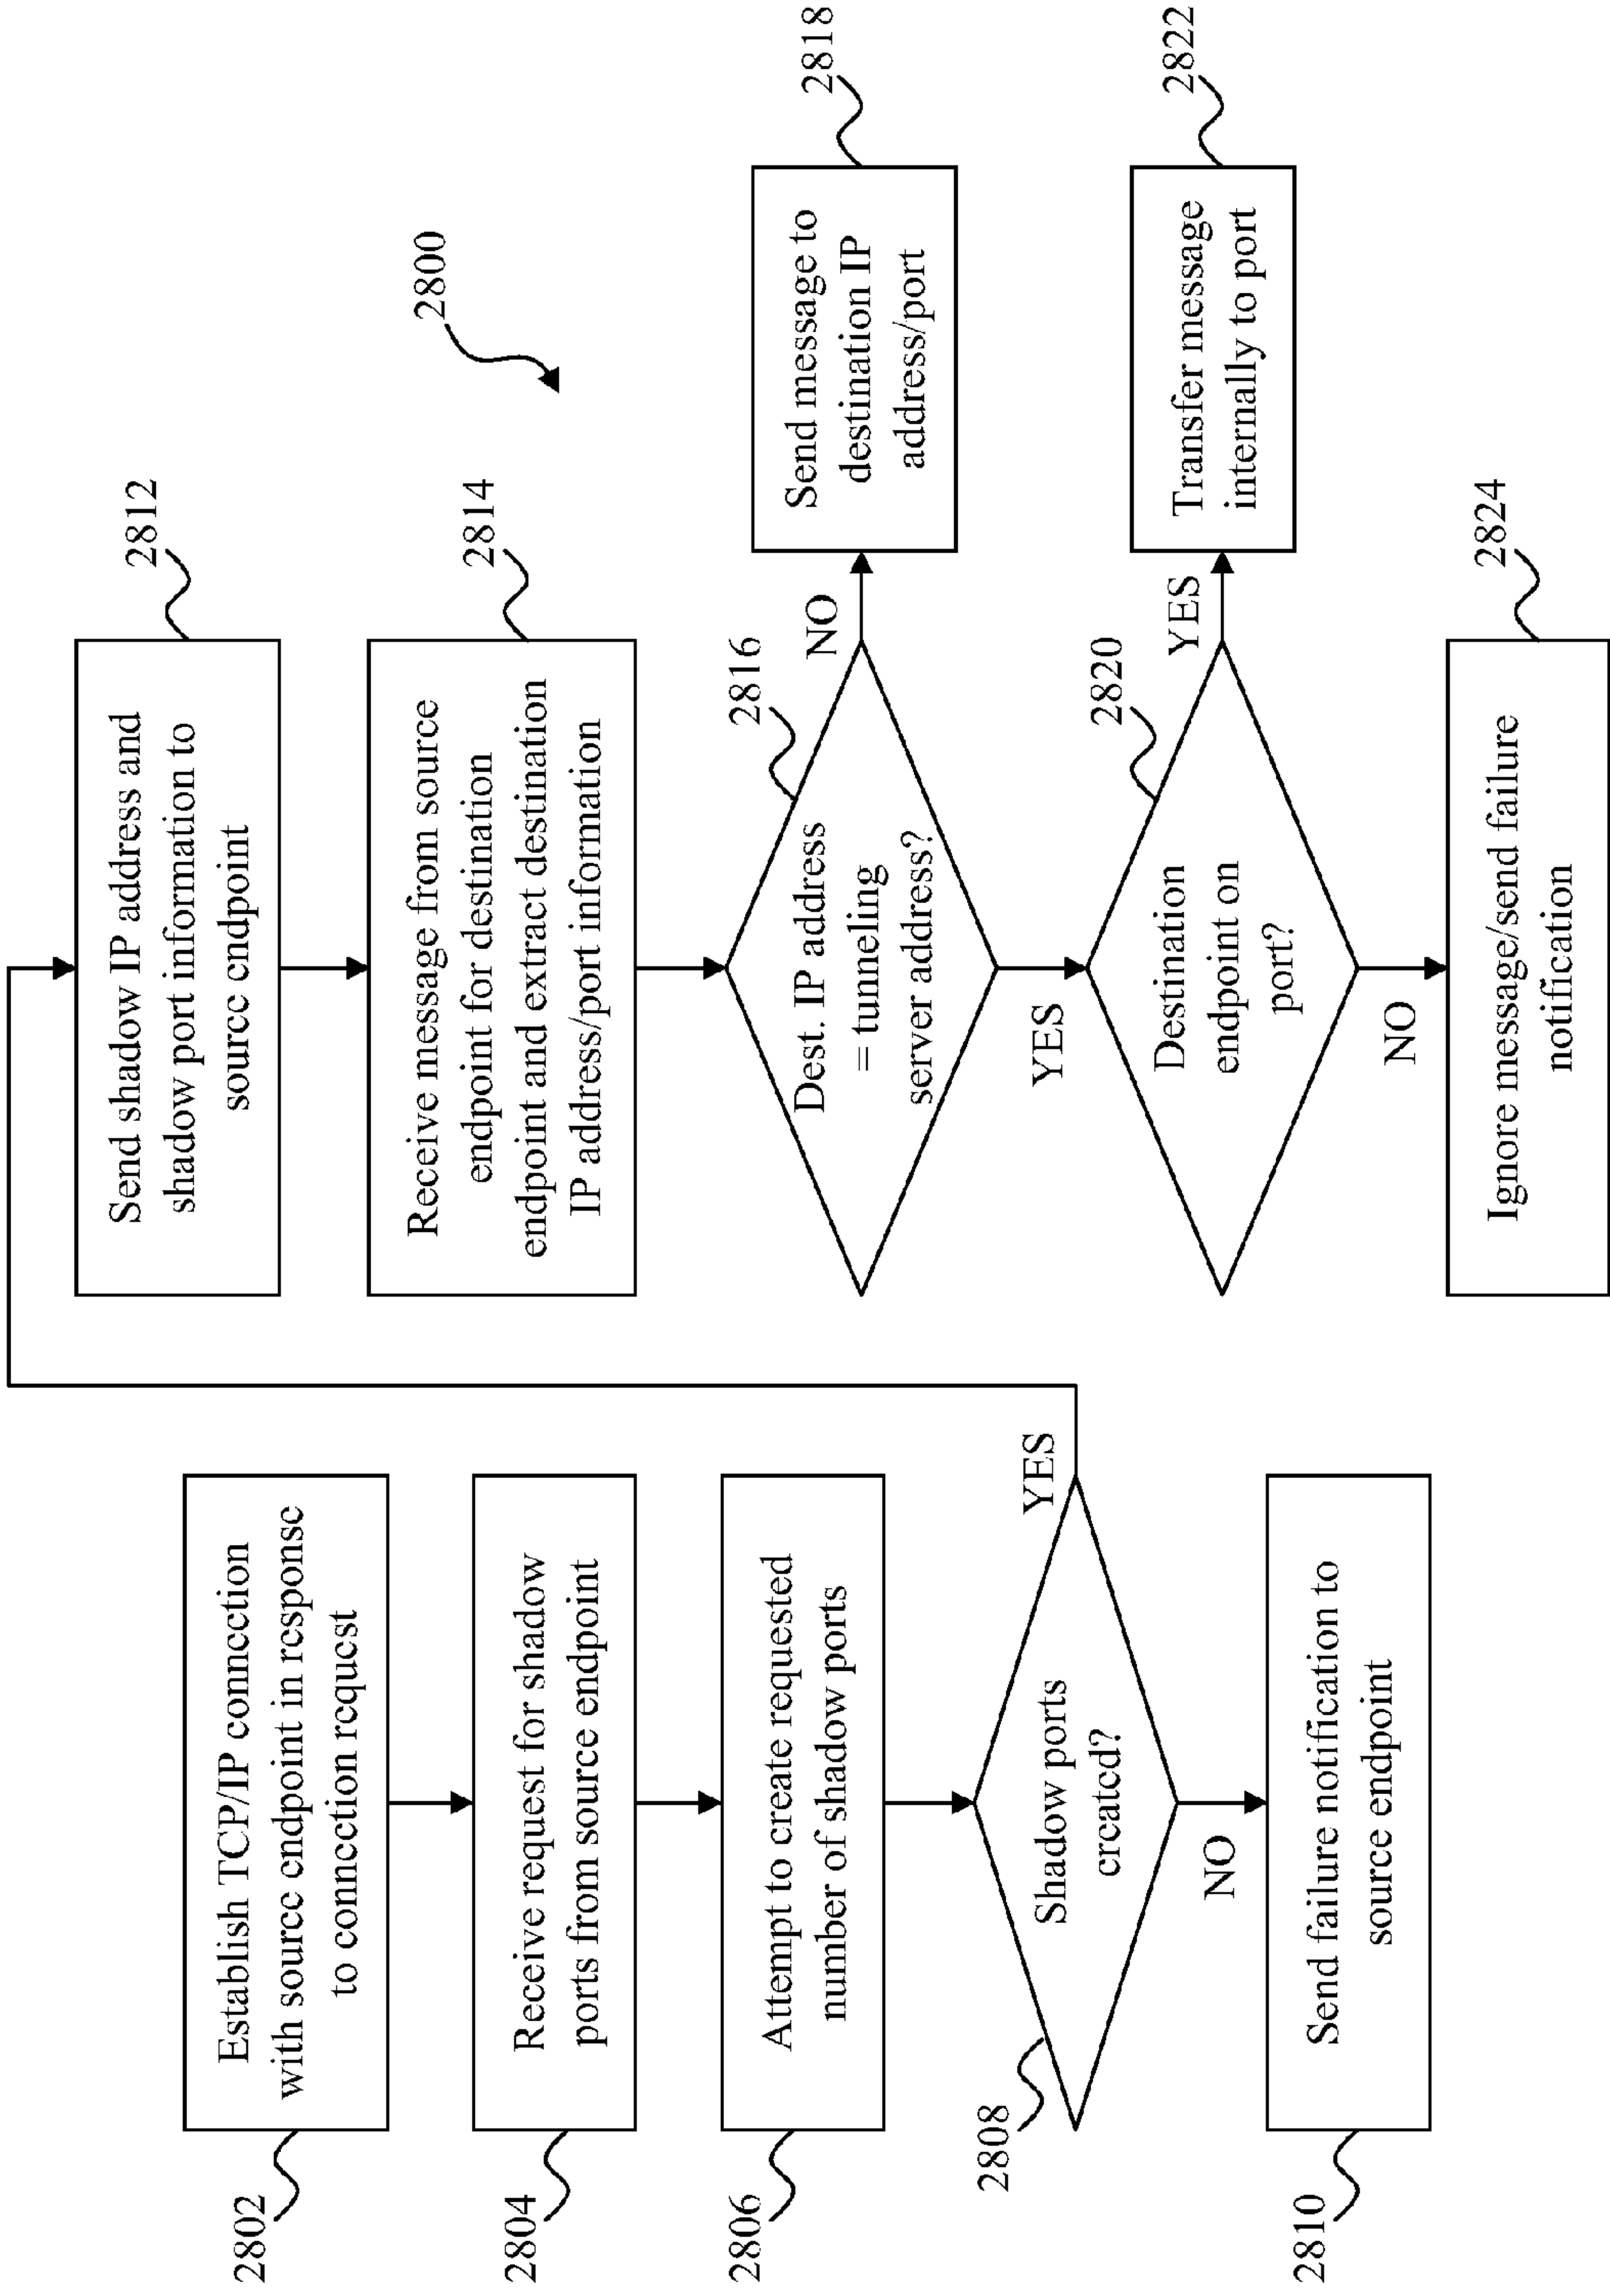 2800
Establish TCP/IP connection
with source endpoint in response
to connection request
2802
Receive request for shadow
ports from source endpoint
2804
Attempt to create requested
number of shadow ports
2806
Shadow ports
created?
2808
YES
NO
Send failure notification to
source endpoint
2810
Send shadow IP address and
shadow port information to
source endpoint
2812
Receive message from source
endpoint for destination
endpoint and extract destination
IP address/port information
2814
Dest. IP address
= tunneling
server address?
2816
NO
Send message to
destination IP
address/port
2818
YES
Destination
endpoint on
port?
2820
YES
Transfer message
internally to port
2822
NO
Ignore message/send failure
notification
2824